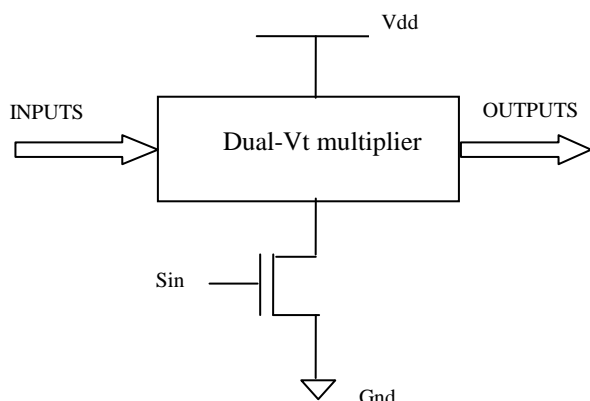 Vdd
INPUTS
OUTPUTS
Dual-Vt multiplier
Sin
Gnd